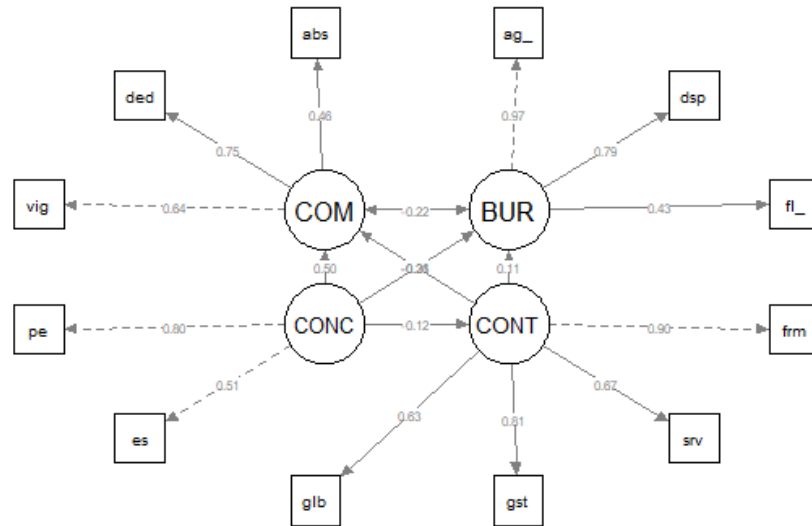 abs
ag_
ded
dsp
0.46
0.97
0.75
0.79
vig
0.64
COM
-0.22
BUR
0.43
fl_
0.50
0.11
pe
0.80
CONC
-0.12
CONT
0.90
frm
0.51
0.67
es
0.63
0.81
srv
glb
gst